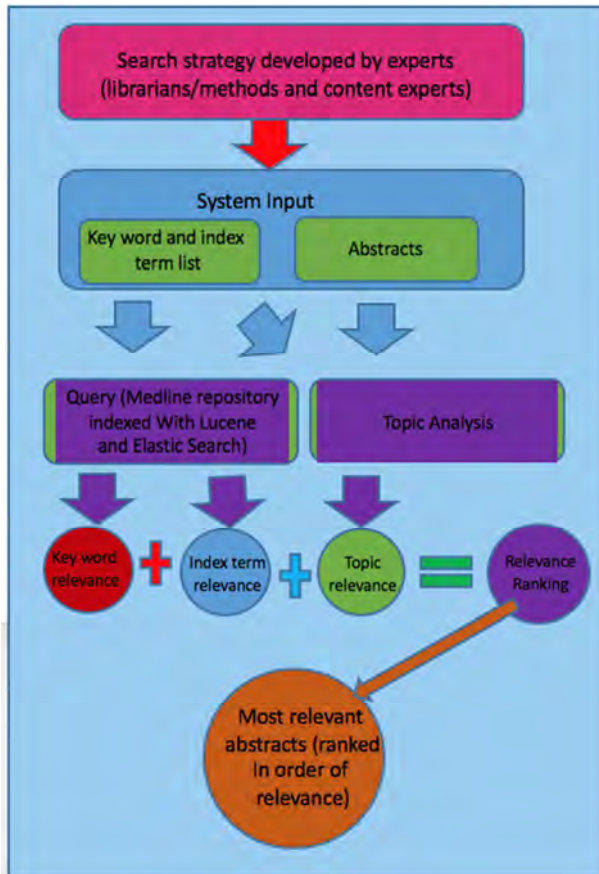 Search strategy developed by experts
(librarians/methods and content experts)
System Input
Key word and index
term list
Abstracts
Query (Medline repository
indexed With Lucene
and Elastic Search)
Topic Analysis
Key word
relevance
Index term
relevance
Topic
relevance
Relevance
Ranking
Most relevant
abstracts (ranked
In order of
relevance)